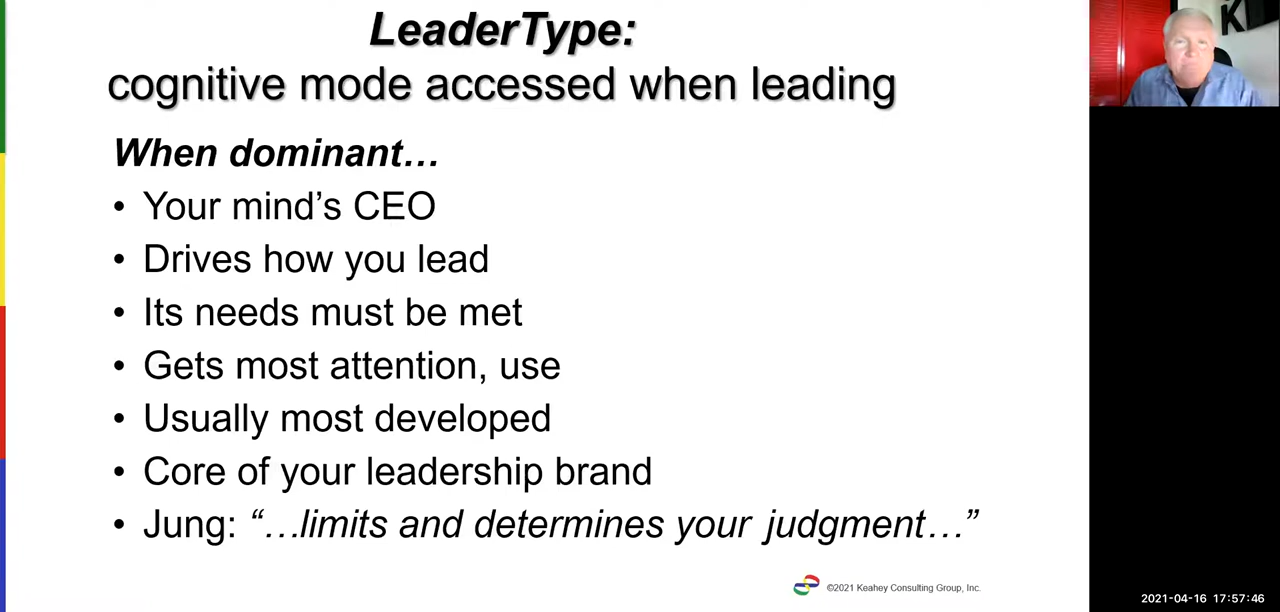 LeaderType:
cognitive mode accessed when leading
When dominant…
• Your mind’s CEO
• Drives how you lead
• Its needs must be met
• Gets most attention, use
• Usually most developed
• Core of your leadership brand
• Jung: “…limits and determines your judgment…”
©2021 Keahey Consulting Group, Inc.
K
2021-04-16 17:57:46